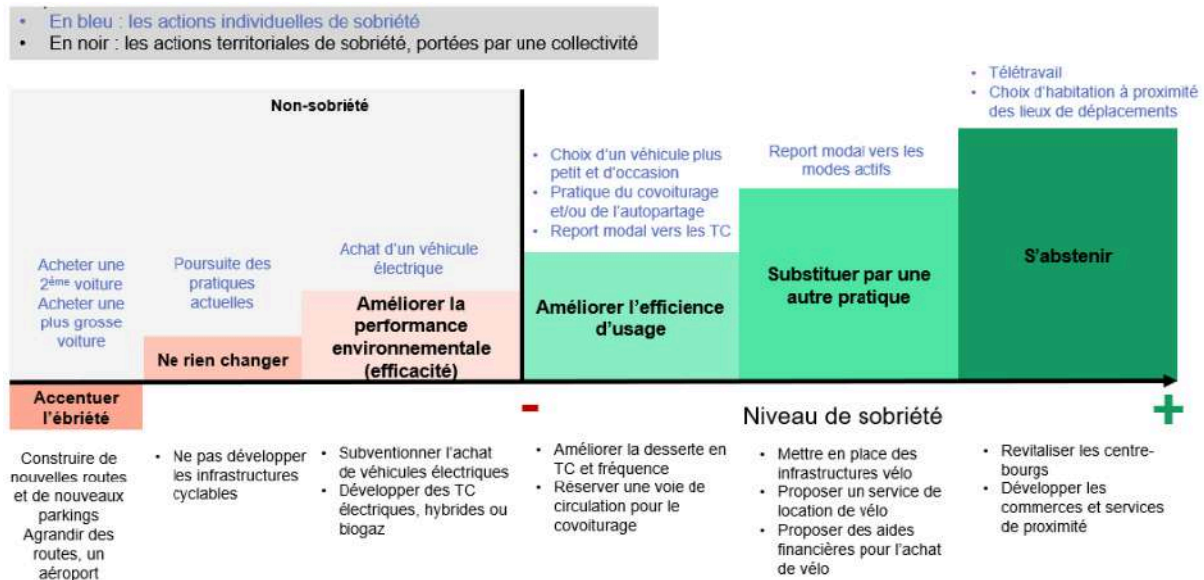 • En bleu : les actions individuelles de sobriété
• En noir : les actions territoriales de sobriété, portées par une collectivité
Non-sobriété
Acheter une
2ème voiture
Acheter une
plus grosse
voiture
Accentuer
l'ébriété
Construire de
nouvelles routes
et de nouveaux
parkings
Agrandir des
routes, un
aéroport
Poursuite des
pratiques
actuelles
Ne rien changer
• Ne pas développer
les infrastructures
cyclables
Achat d'un véhicule
électrique
Améliorer la
performance
environnementale
(efficacité)
• Subventionner l'achat
de véhicules électriques
• Développer des TC
électriques, hybrides ou
biogaz
• Choix d'un véhicule plus
petit et d'occasion
• Pratique du covoiturage
et/ou de l'autopartage
• Report modal vers les TC
Améliorer l'efficience
d'usage
• Améliorer la desserte en
TC et fréquence
• Réserver une voie de
circulation pour le
covoiturage
Report modal vers les
modes actifs
Substituer par une
autre pratique
- Niveau de sobriété +
• Mettre en place des
infrastructures vélo
• Proposer un service de
location de vélo
• Proposer des aides
financières pour l'achat
de vélo
• Télétravail
• Choix d'habitation à proximité
des lieux de déplacements
S'abstenir
• Revitaliser les centre-
bourgs
• Développer les
commerces et services
de proximité